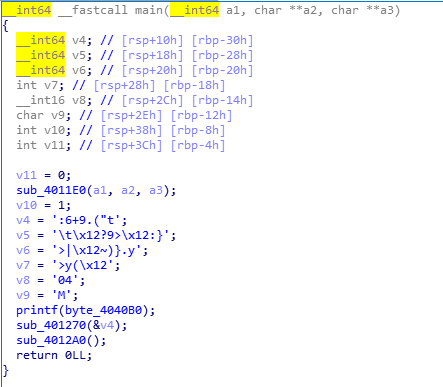 __int64 __fastcall main(__int64 a1, char **a2, char **a3)
{
__int64 v4; // [rsp+10h] [rbp-30h]
__int64 v5; // [rsp+18h] [rbp-28h]
__int64 v6; // [rsp+20h] [rbp-20h]
int v7; // [rsp+28h] [rbp-18h]
__int16 v8; // [rsp+2Ch] [rbp-14h]
char v9; // [rsp+2Eh] [rbp-12h]
int v10; // [rsp+38h] [rbp-8h]
int v11; // [rsp+3Ch] [rbp-4h]
v11 = 0;
sub_4011E0(a1, a2, a3);
v10 = 1;
v4 = ':6+9.("t';
v5 = '\t\x12?9>\x12:}';
v6 = '>|\x12~)}.y';
v7 = '>y(\x12';
v8 = '04';
v9 = 'M';
printf(byte_4040B0);
sub_401270(&v4);
sub_4012A0();
return 0LL;
}